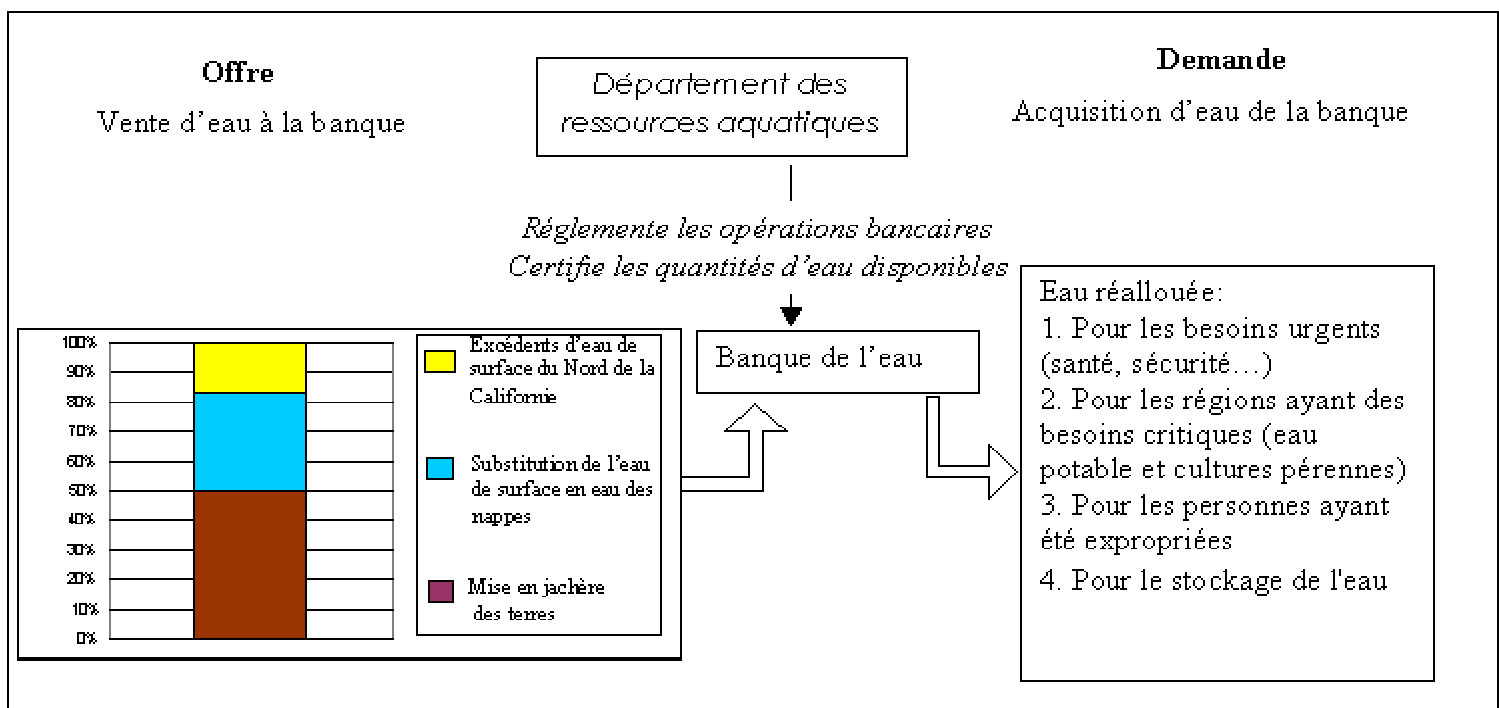 Offre
Vente d'eau à la banque
Département des
ressources aquatiques
Demande
Acquisition d'eau de la banque
Réglemente les opérations bancaires
Certifie les quantités d'eau disponibles
100%
90%
80%
70%
60%
50%
40%
30%
20%
10%
0%
Excédents d'eau de
surface du Nord de la
Californie
Substitution de l'eau
de surface en eau des
nappes
Mise en jachère
des terres
Banque de l'eau
Eau réallouée:
1. Pour les besoins urgents
(santé, sécurité…)
2. Pour les régions ayant des
besoins critiques (eau
potable et cultures pérennes)
3. Pour les personnes ayant
été expropriées
4. Pour le stockage de l'eau